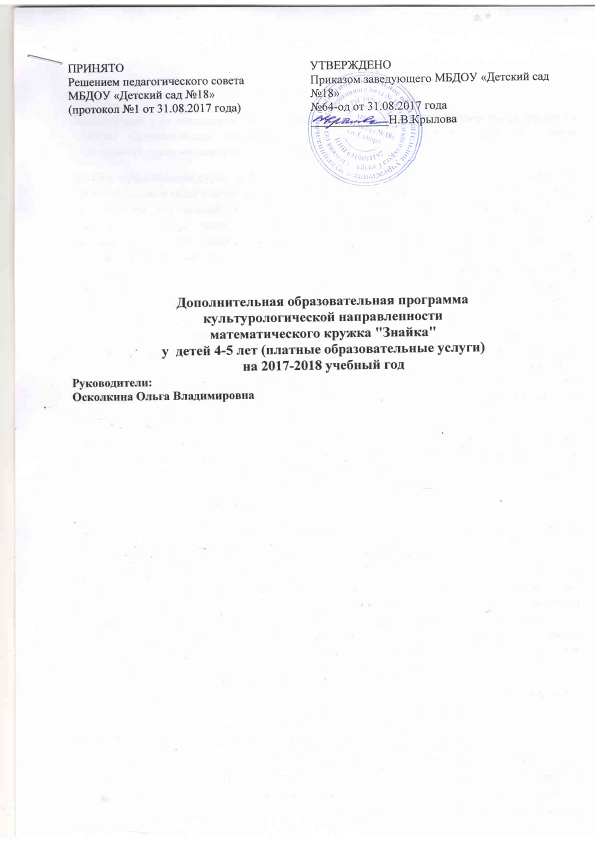 ПРИНЯТО
Решением педагогического совета
МБДОУ «Детский сад №18»
(протокол №1 от 31.08.2017 года)
УТВЕРЖДЕНО
Приказом заведующего МБДОУ «Детский сад
№18»
№64-од от 31.08.2017 года
Н.В.Крылова
Дополнительная образовательная программа
культурологической направленности
математического кружка "Знайка"
у детей 4-5 лет (платные образовательные услуги)
на 2017-2018 учебный год
Руководители:
Осколкина Ольга Владимировна